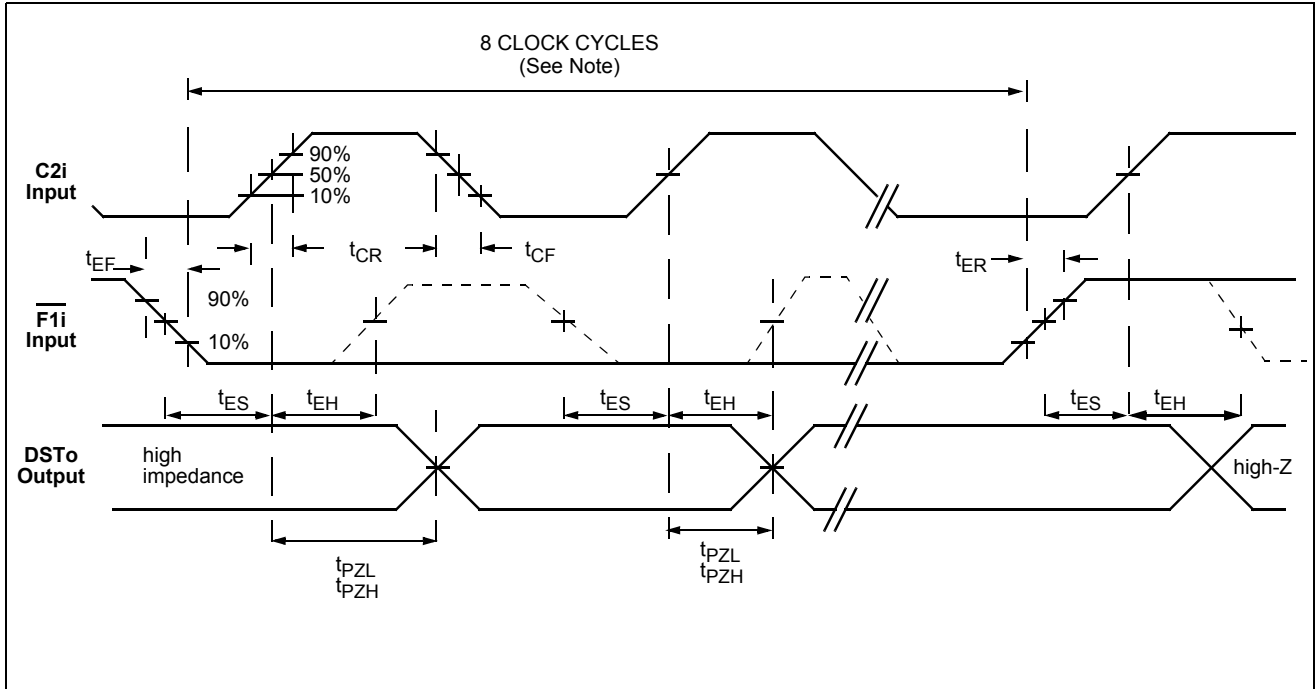 8 CLOCK CYCLES
(See Note)
C2i
Input
90%
50%
10%
tEF
tCR
tCF
tER
F1i
Input
90%
10%
tES
tEH
tES
tEH
tES
tEH
DSTo
Output
high
impedance
high-Z
tPZL
tPZH
tPZL
tPZH